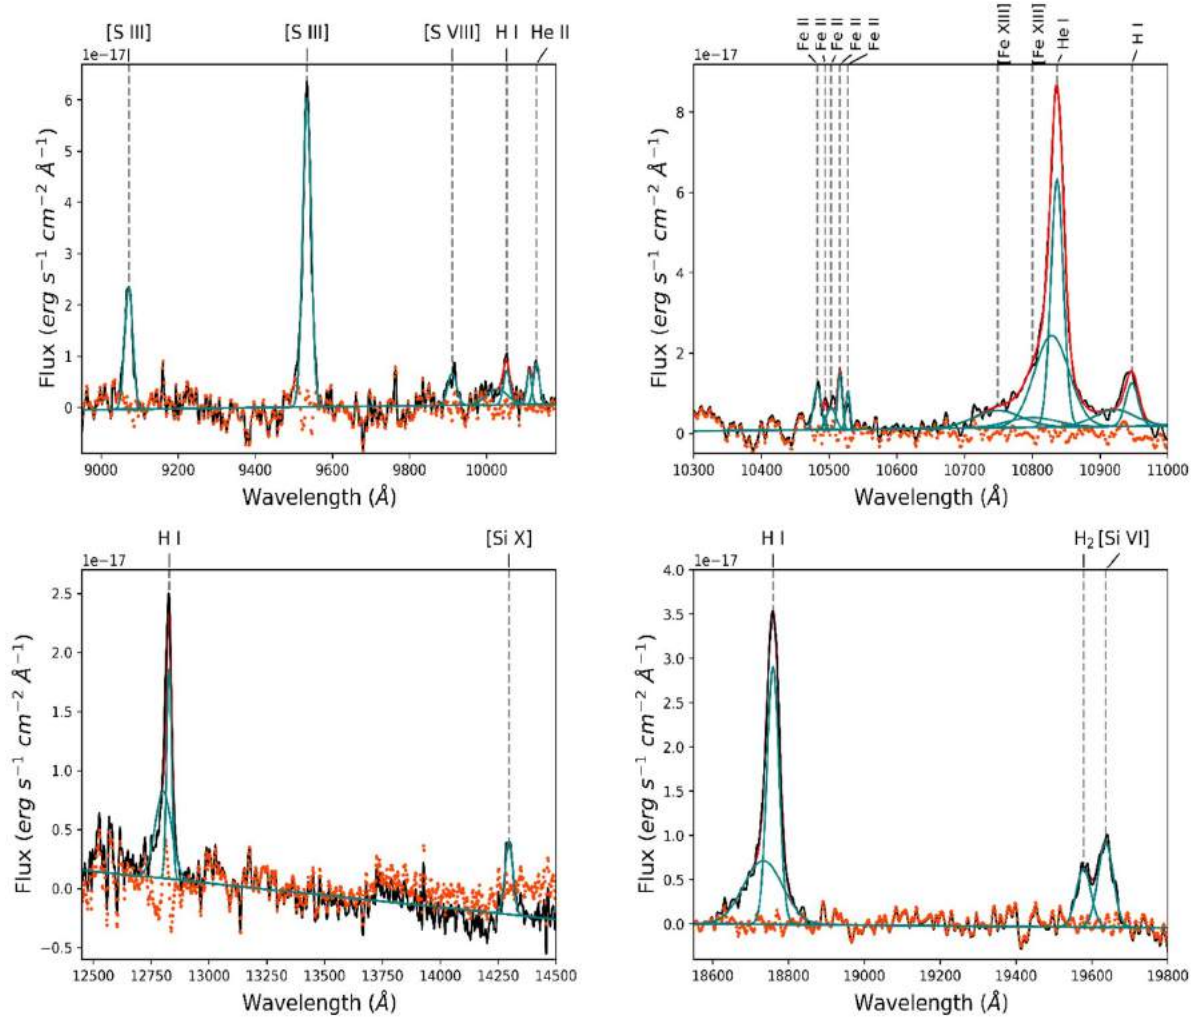 [S III] [S III] [S VIII] H I He II
1e−17
Flux (erg s−1 cm−2 Å−1)
6
5
4
3
2
1
0
9000 9200 9400 9600 9800 10000
Wavelength (Å)
Fe II Fe II Fe II Fe II Fe II [Fe XIII] [Fe XIII] He I H I
1e−17
Flux (erg s−1 cm−2 Å−1)
8
6
4
2
0
10300 10400 10500 10600 10700 10800 10900 11000
Wavelength (Å)
H I [Si X]
1e−17
Flux (erg s−1 cm−2 Å−1)
2.5
2.0
1.5
1.0
0.5
0.0
−0.5
12500 12750 13000 13250 13500 13750 14000 14250 14500
Wavelength (Å)
H I H2 [Si VI]
1e−17
Flux (erg s−1 cm−2 Å−1)
4.0
3.5
3.0
2.5
2.0
1.5
1.0
0.5
0.0
18600 18800 19000 19200 19400 19600 19800
Wavelength (Å)